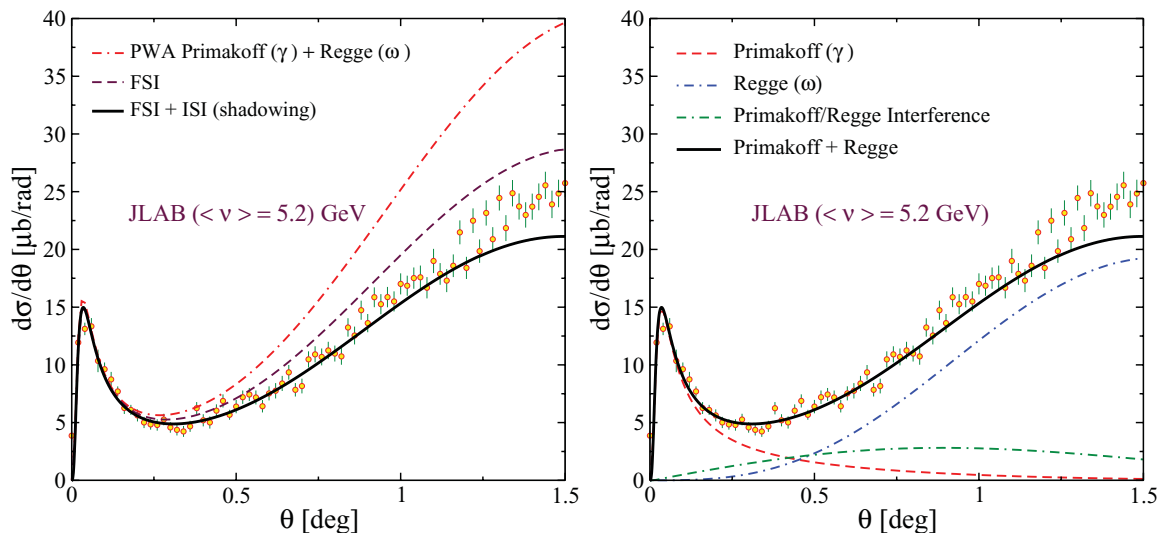 40
35
30
25
20
15
10
5
0
dσ/dθ [μb/rad]
PWA Primakoff (γ) + Regge (ω)
FSI
FSI + ISI (shadowing)
JLAB (< ν > = 5.2) GeV
0
0.5
1
1.5
θ [deg]
40
35
30
25
20
15
10
5
0
dσ/dθ [μb/rad]
Primakoff (γ)
Regge (ω)
Primakoff/Regge Interference
Primakoff + Regge
JLAB (< ν > = 5.2 GeV)
0
0.5
1
1.5
θ [deg]